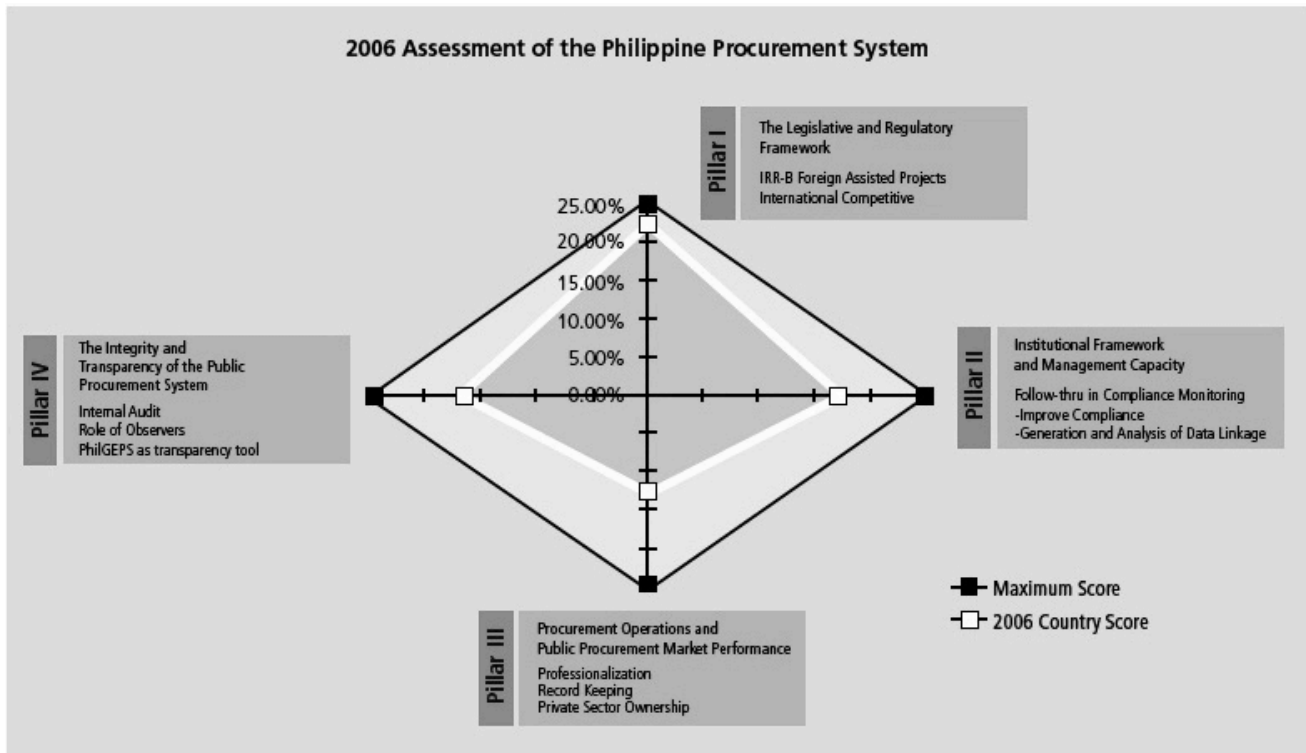 2006 Assessment of the Philippine Procurement System
Pillar I
The Legislative and Regulatory
Framework
IRR-B Foreign Assisted Projects
International Competitive
25.00%
20.00%
15.00%
10.00%
5.00%
0.00%
Pillar IV
The Integrity and
Transparency of the Public
Procurement System
Internal Audit
Role of Observers
PhilGEPS as transparency tool
Pillar II
Institutional Framework
and Management Capacity
Follow-thru in Compliance Monitoring
-Improve Compliance
-Generation and Analysis of Data Linkage
Pillar III
Procurement Operations and
Public Procurement Market Performance
Professionalization
Record Keeping
Private Sector Ownership
Maximum Score
2006 Country Score